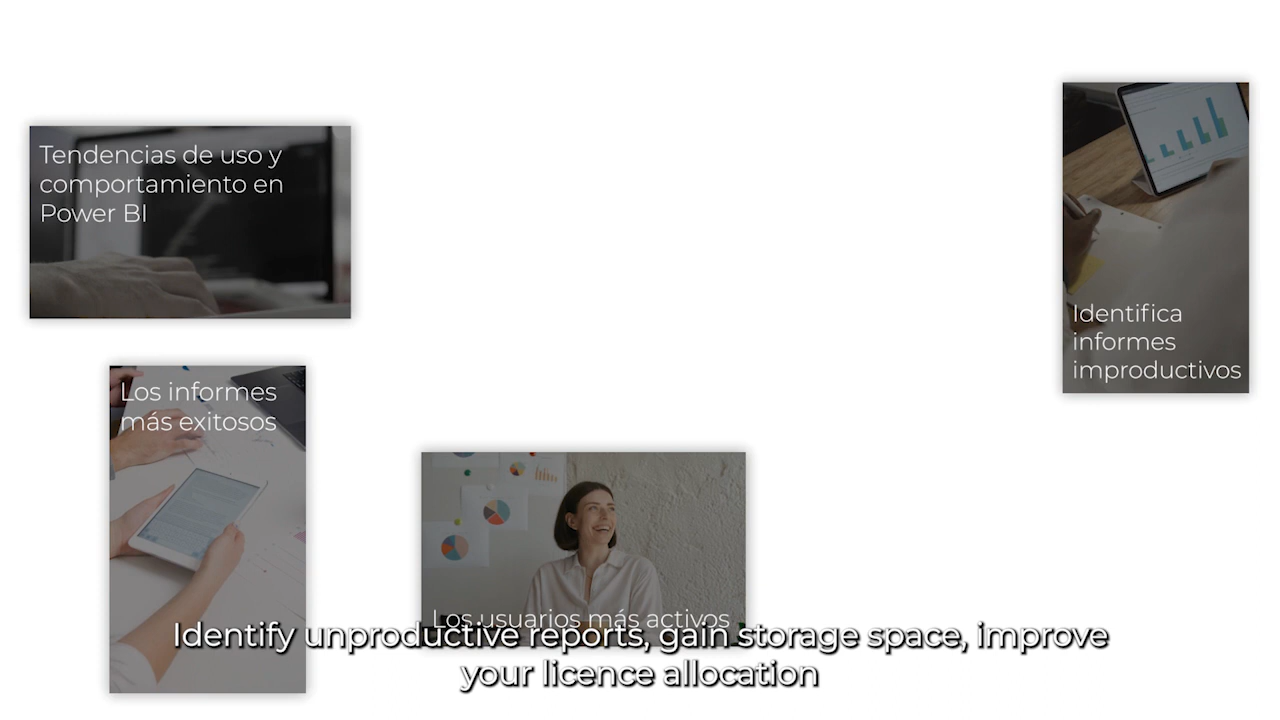 Tendencias de uso y
comportamiento en
Power BI
Identifica
informes
improductivos
Los informes
más exitosos
Los usuarios más activos
Identify unproductive reports, gain storage space, improve
your licence allocation